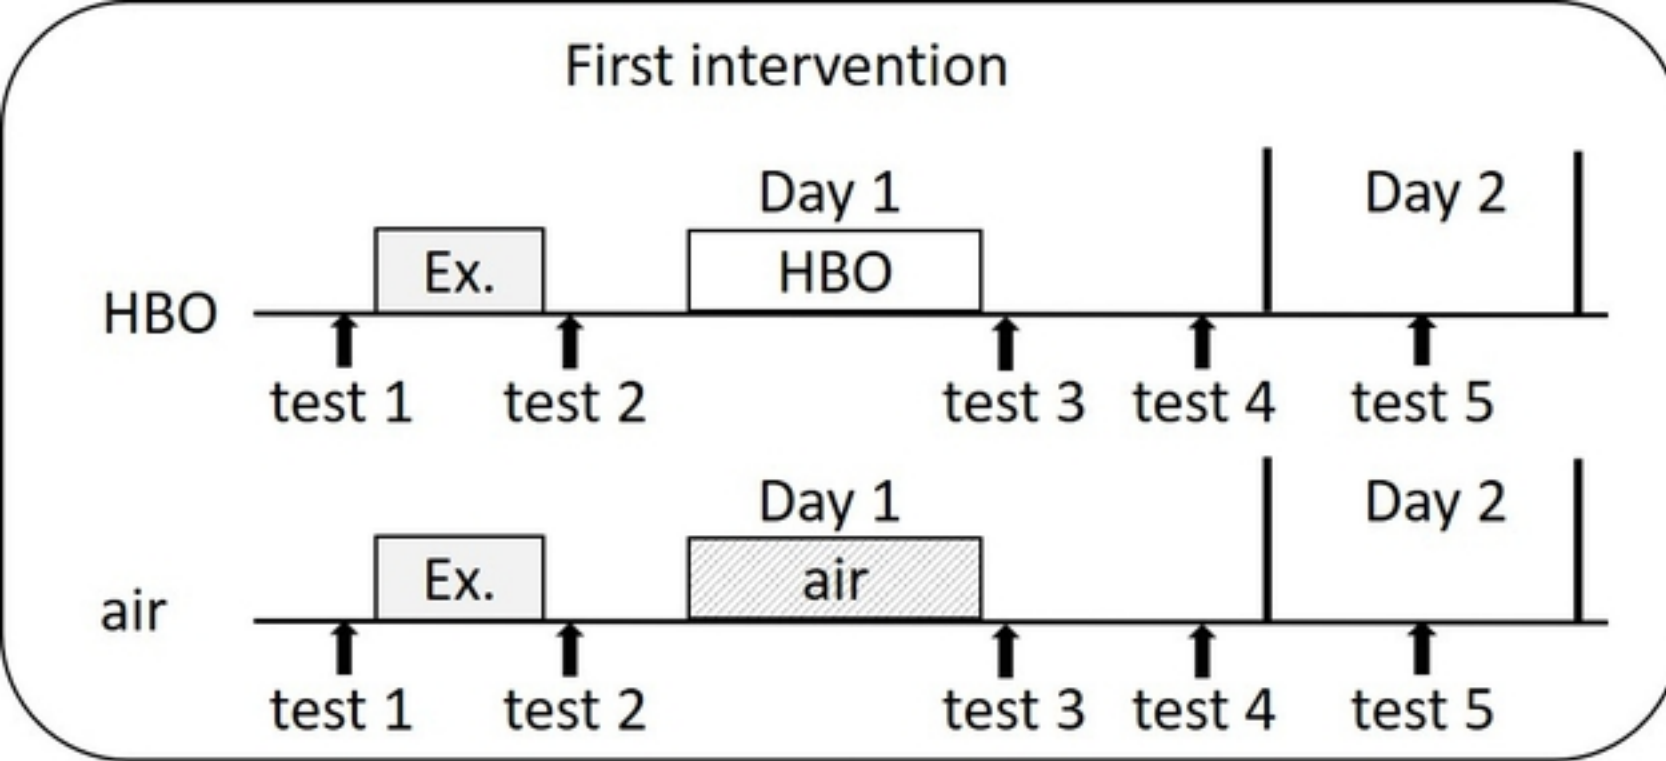 First intervention
Day 1 Day 2
Ex. HBO
HBO
test 1 test 2 test 3 test 4 test 5
Day 1 Day 2
Ex. air
air
test 1 test 2 test 3 test 4 test 5